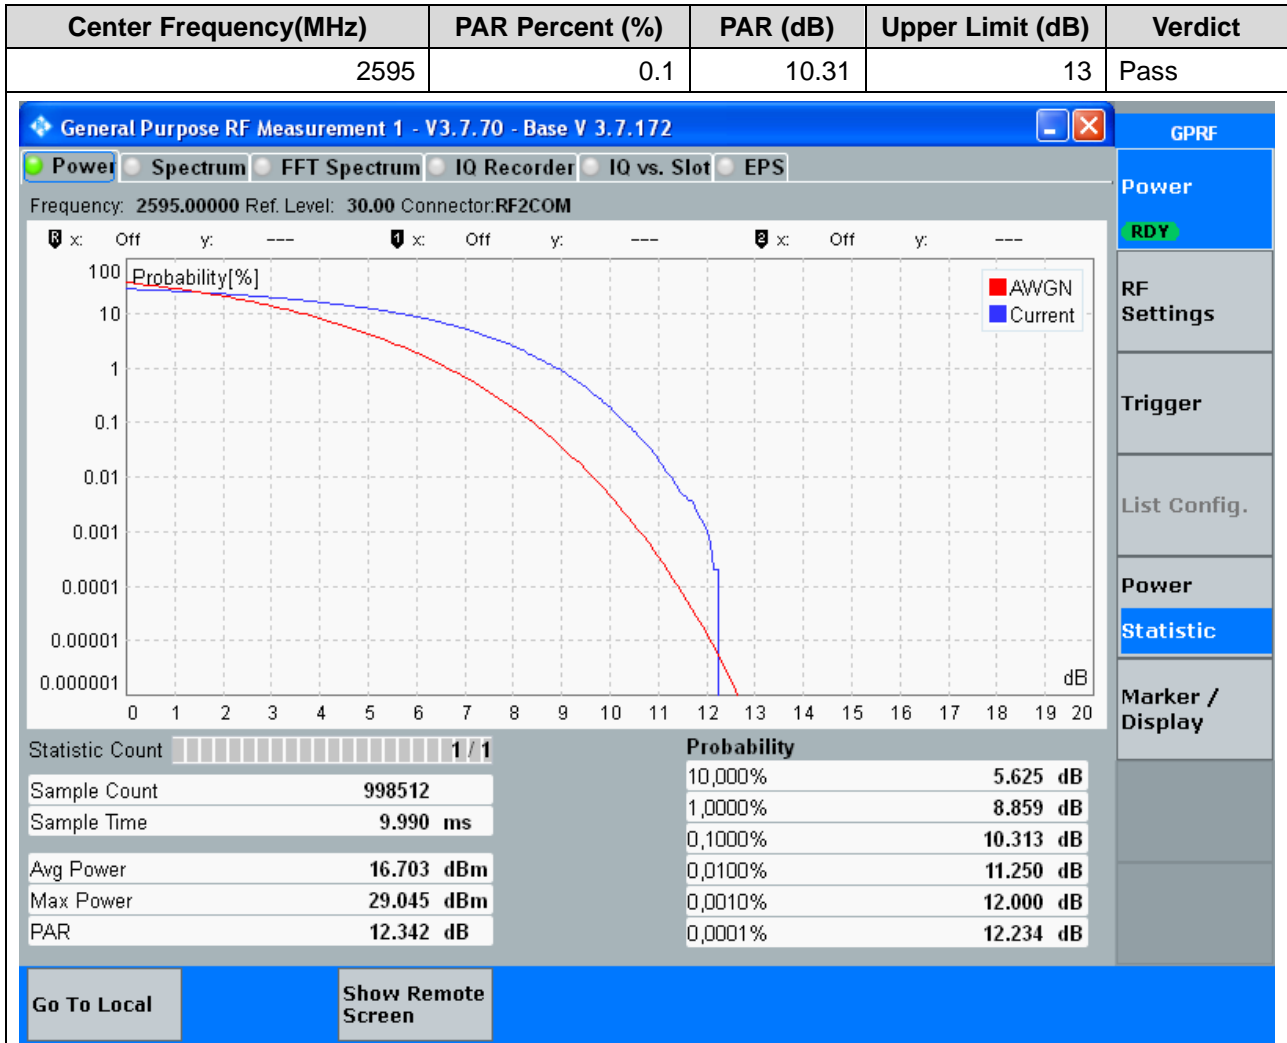 Center Frequency(MHz) PAR Percent (%) PAR (dB) Upper Limit (dB) Verdict
2595 0.1 10.31 13 Pass
General Purpose RF Measurement 1 - V3.7.70 - Base V 3.7.172
GPRF
Power Spectrum FFT Spectrum IQ Recorder IQ vs. Slot EPS
Power
RDY
Frequency: 2595.00000 Ref. Level: 30.00 Connector:RF2COM
R x: Off y: --- 1 x: Off y: --- 2 x: Off y: ---
Probability[%]
AWGN
Current
100
10
1
0.1
0.01
0.001
0.0001
0.00001
0.000001
dB
0 1 2 3 4 5 6 7 8 9 10 11 12 13 14 15 16 17 18 19 20
RF
Settings
Trigger
List Config.
Power
Statistic
Marker /
Display
Statistic Count 1 / 1
Sample Count 998512
Sample Time 9.990 ms
Avg Power 16.703 dBm
Max Power 29.045 dBm
PAR 12.342 dB
Probability
10,000% 5.625 dB
1,0000% 8.859 dB
0,1000% 10.313 dB
0,0100% 11.250 dB
0,0010% 12.000 dB
0,0001% 12.234 dB
Go To Local
Show Remote
Screen